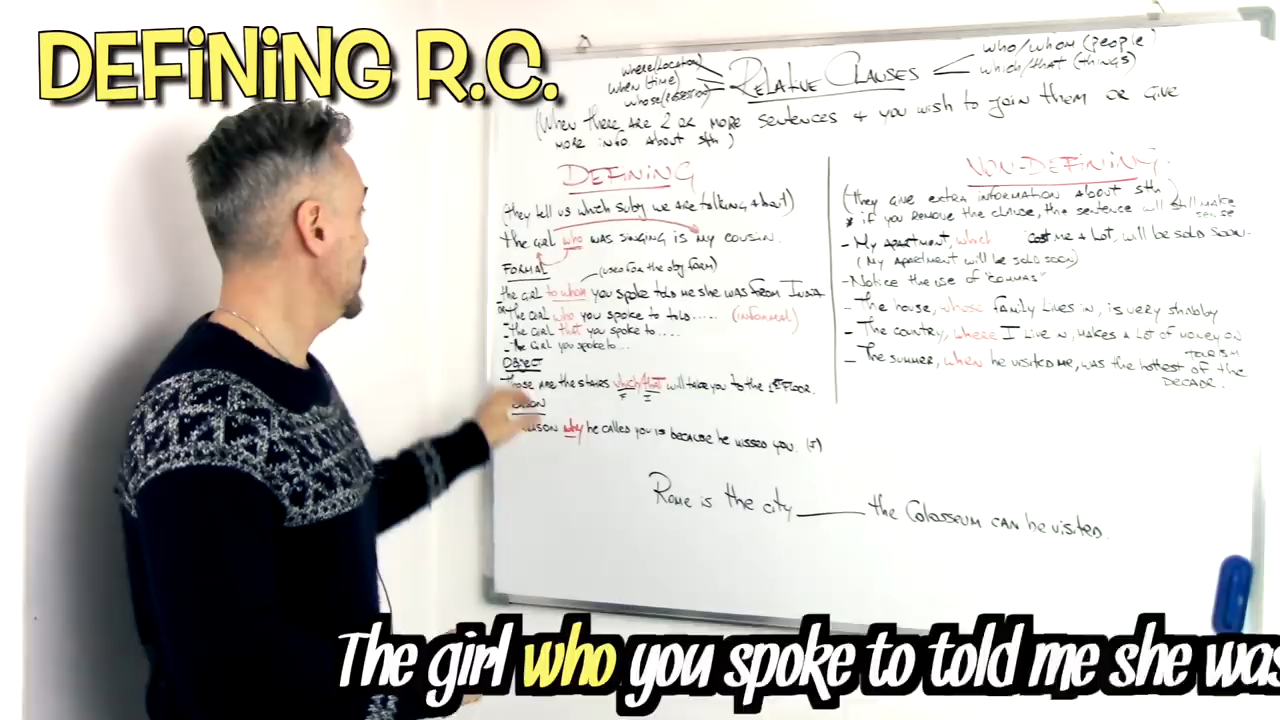 DEFiNiNG R.C.
where(LOCATION)
when (time)
whose(possession)
RELATIVE CLAUSES
who/whom (people)
which/that (things)
(When there are 2 or more sentences & you wish to join them or give
more info about sth)
DEFINING
(they tell us which subj we are talking about)
the girl who was singing is my cousin.
FORMAL
(used for the obj form)
- the girl to whom you spoke told me she was from India
or the girl who you spoke to told..... (informal)
- the girl that you spoke to.....
- the girl you spoke to...
OBJECT
those are the stairs which/that will take you to the 1st floor.
F I
why he called you is because he missed you. (s)
NON-DEFINING
(they give extra information about sth)
* if you remove the clause, the sentence will still make
sense
- My apartment, which cost me a lot, will be sold soon.
(My apartment will be sold soon)
- Notice the use of "commas"
- The house, whose family lives in, is very shabby
- The country, where I live in, makes a lot of money on
tourism
- The summer, when he visited me, was the hottest of the
decade.
Rome is the city ______ the Colosseum can be visited.
The girl who you spoke to told me she was